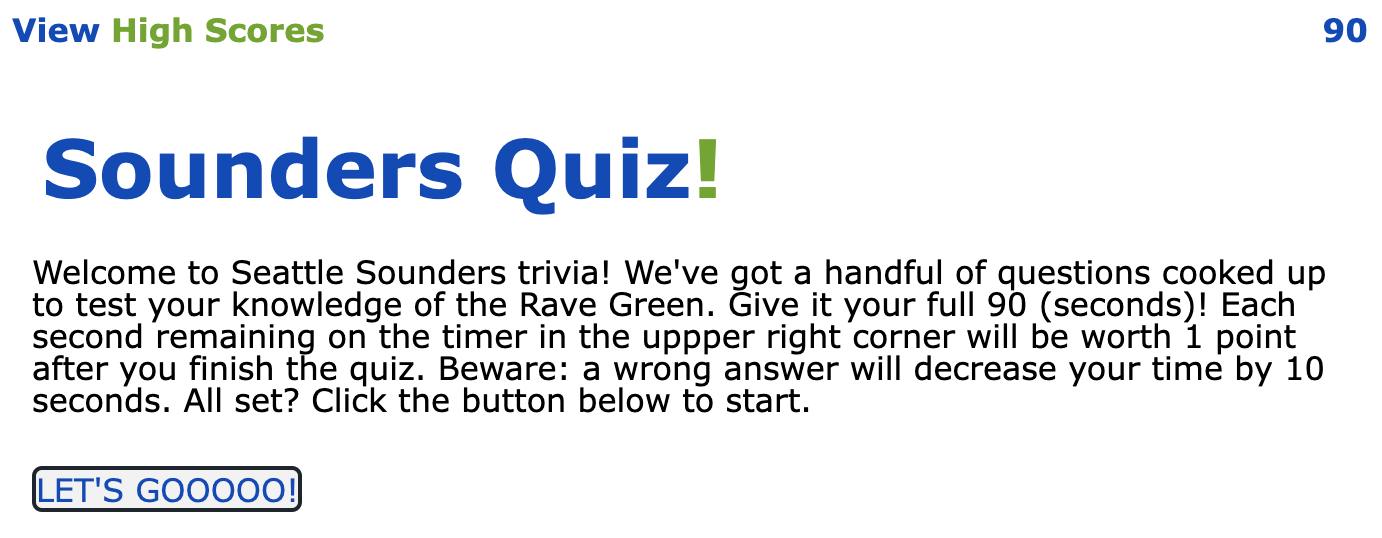 View High Scores
90
Sounders Quiz!
Welcome to Seattle Sounders trivia! We've got a handful of questions cooked up
to test your knowledge of the Rave Green. Give it your full 90 (seconds)! Each
second remaining on the timer in the uppper right corner will be worth 1 point
after you finish the quiz. Beware: a wrong answer will decrease your time by 10
seconds. All set? Click the button below to start.
LET'S GOOOOO!